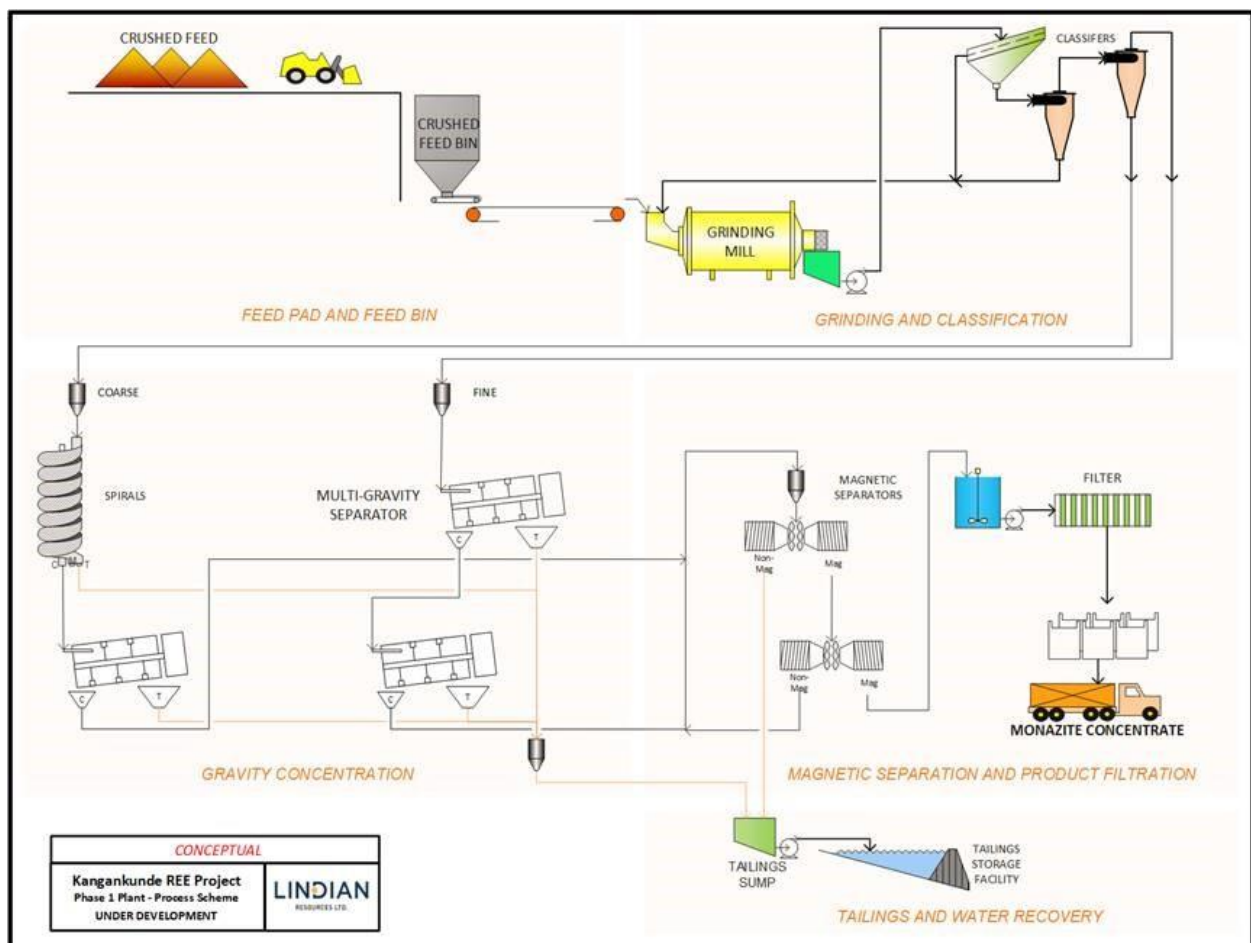 CRUSHED FEED
CRUSHED
FEED BIN
FEED PAD AND FEED BIN
CLASSIFERS
GRINDING
MILL
GRINDING AND CLASSIFICATION
COARSE
SPIRALS
C M T
FINE
MULTI-GRAVITY
SEPARATOR
C
T
C
T
C
T
GRAVITY CONCENTRATION
MAGNETIC
SEPARATORS
Non-
Mag
Mag
Non-
Mag
Mag
FILTER
MONAZITE CONCENTRATE
MAGNETIC SEPARATION AND PRODUCT FILTRATION
TAILINGS
SUMP
TAILINGS
STORAGE
FACILITY
TAILINGS AND WATER RECOVERY
CONCEPTUAL
Kangankunde REE Project
Phase 1 Plant - Process Scheme
UNDER DEVELOPMENT
LINDIAN
RESOURCES LTD.